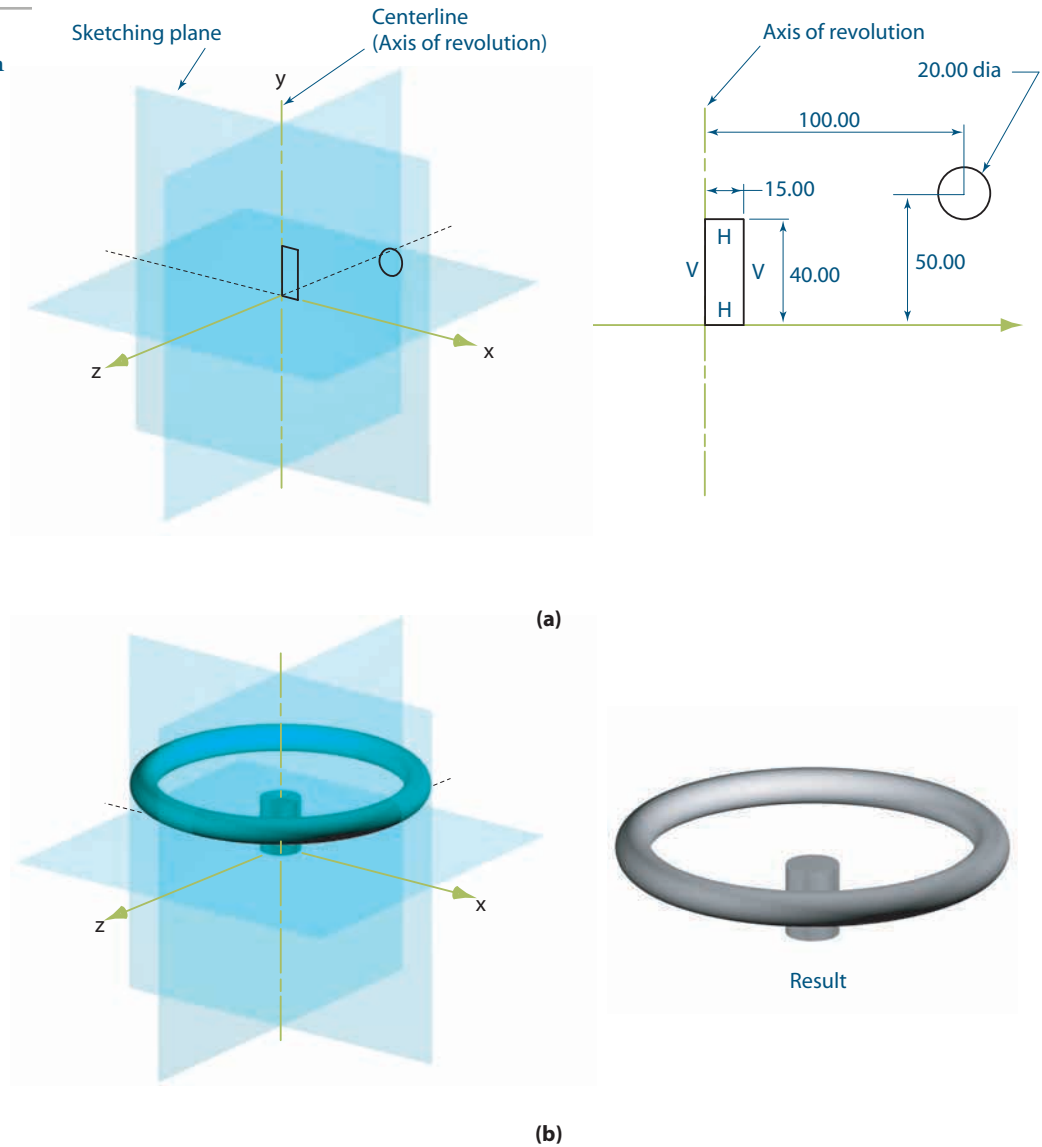 Sketching plane
Centerline
(Axis of revolution)
y
x
z
Axis of revolution
20.00 dia
100.00
15.00
H
V
V
40.00
50.00
H
(a)
x
z
Result
(b)